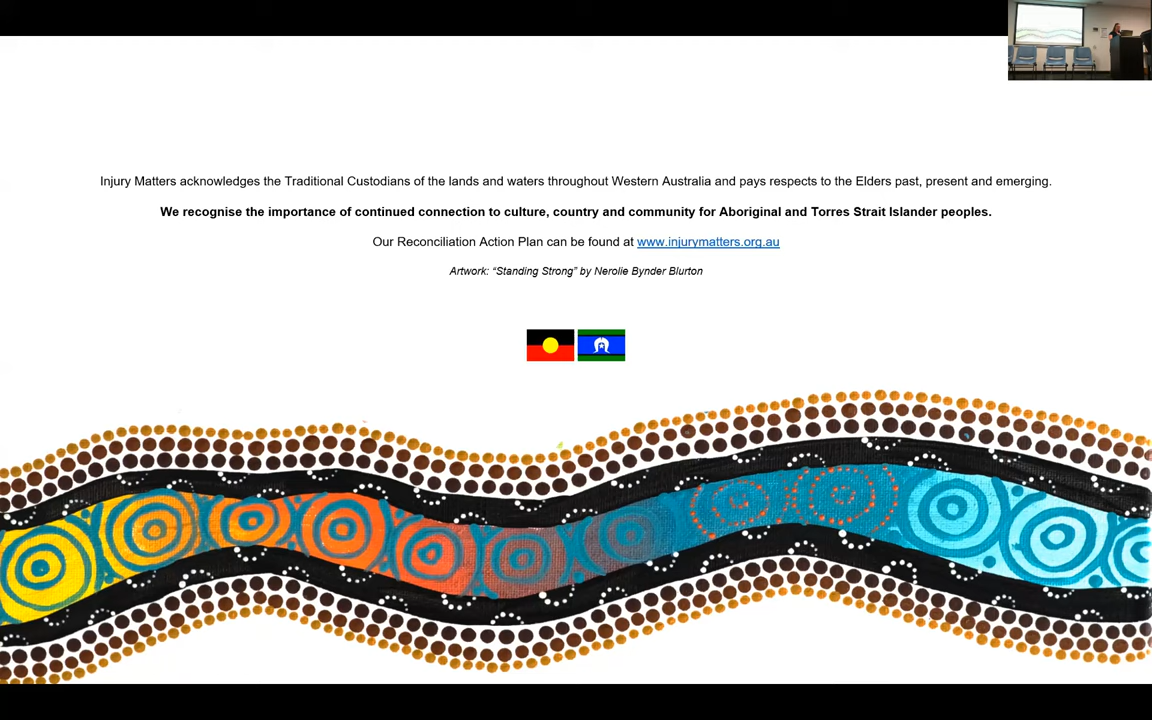 Injury Matters acknowledges the Traditional Custodians of the lands and waters throughout Western Australia and pays respects to the Elders past, present and emerging.
We recognise the importance of continued connection to culture, country and community for Aboriginal and Torres Strait Islander peoples.
Our Reconciliation Action Plan can be found at www.injurymatters.org.au
Artwork: “Standing Strong” by Nerolie Bynder Blurton